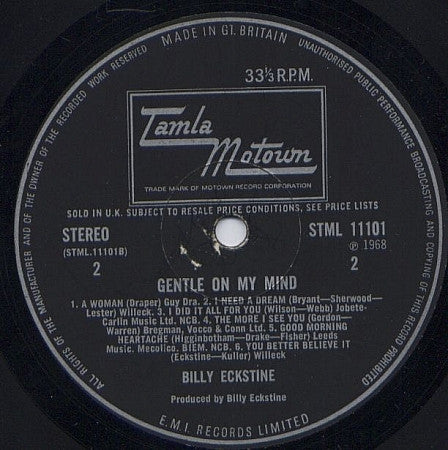 MADE IN GT. BRITAIN
UNAUTHORISED PUBLIC PERFORMANCE BROADCASTING AND COPYING OF THIS RECORD PROHIBITED
ALL RIGHTS OF THE MANUFACTURER AND OF THE OWNER OF THE RECORDED WORK RESERVED
33⅓ R.P.M.
Tamla
Motown
TRADE MARK OF MOTOWN RECORD CORPORATION
SOLD IN U.K. SUBJECT TO RESALE PRICE CONDITIONS, SEE PRICE LISTS
STEREO STML 11101
(STML.11101B) ℗ 1968
2 2
GENTLE ON MY MIND
1. A WOMAN (Draper) Guy Dra. 2. I NEED A DREAM (Bryant—Sherwood—
Lester) Willeck. 3. I DID IT ALL FOR YOU (Wilson—Webb) Jobete-
Carlin Music Ltd. NCB. 4. THE MORE I SEE YOU (Gordon—
Warren) Bregman, Vocco & Conn Ltd. 5. GOOD MORNING
HEARTACHE (Higginbotham—Drake—Fisher) Leeds
Music. Mecolico. BIEM. NCB. 6. YOU BETTER BELIEVE IT
(Eckstine—Kuller) Willeck
BILLY ECKSTINE
Produced by Billy Eckstine
E.M.I. RECORDS LIMITED